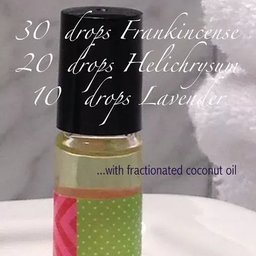 30 drops Frankincense
20 drops Helichrysum
10 drops Lavender
...with fractionated coconut oil